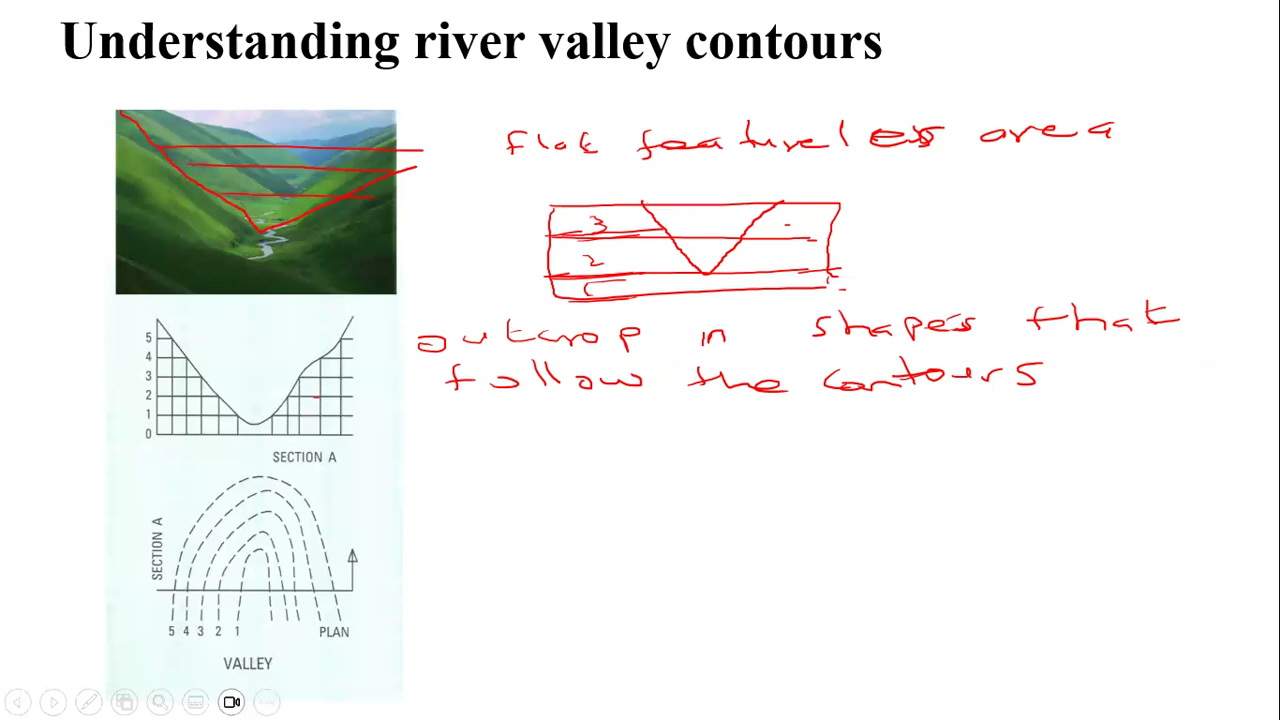 Understanding river valley contours
flat featureless area
3
2
1
outcrop in shapes that
follow the contours
5
4
3
2
1
0
SECTION A
SECTION A
5 4 3 2 1 PLAN
VALLEY